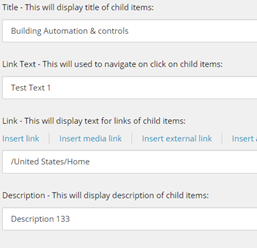 Title - This will display title of child items:
Building Automation & controls
Link Text - This will used to navigate on click on child items:
Test Text 1
Link - This will display text for links of child items:
Insert link Insert media link Insert external link Insert
/United States/Home
Description - This will display description of child items:
Description 133